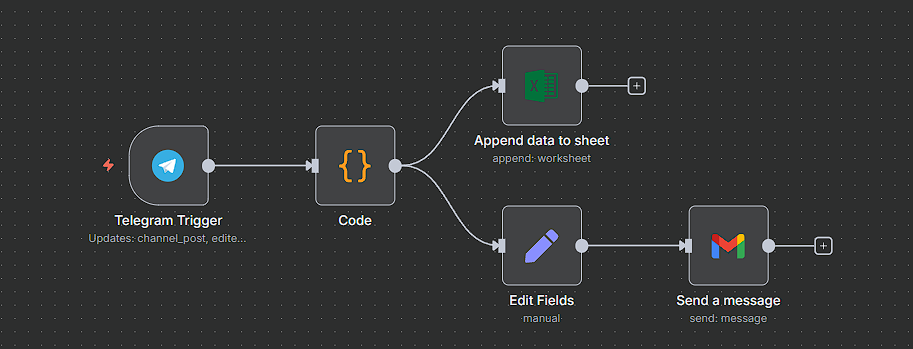 Append data to sheet
append: worksheet
Telegram Trigger
Updates: channel_post, edite...
Code
Edit Fields
manual
Send a message
send: message